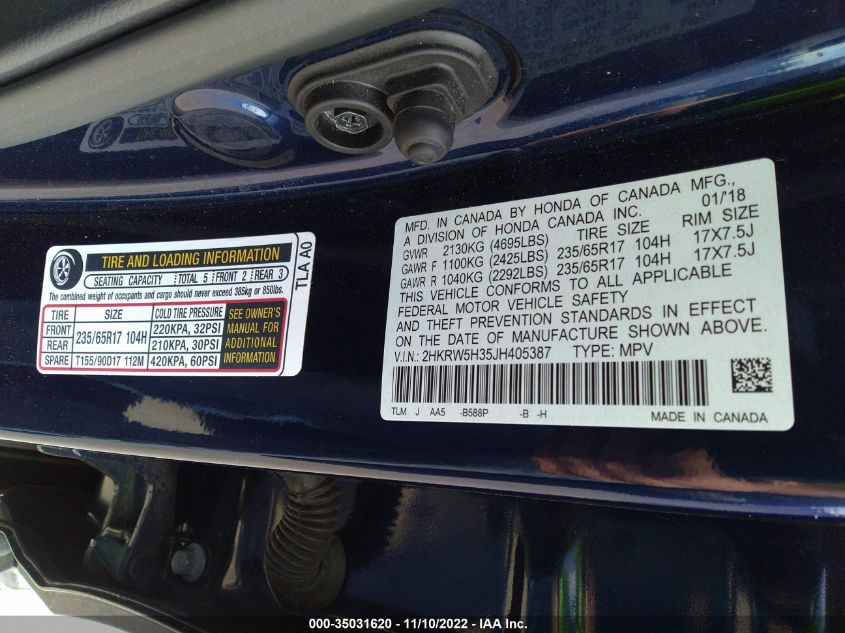 TIRE AND LOADING INFORMATION
SEATING CAPACITY TOTAL 5 FRONT 2 REAR 3
The combined weight of occupants and cargo should never exceed 385kg or 850lbs.
TIRE SIZE COLD TIRE PRESSURE
FRONT 235/65R17 104H 220KPA, 32PSI
REAR 210KPA, 30PSI
SPARE T155/90D17 112M 420KPA, 60PSI
SEE OWNER'S
MANUAL FOR
ADDITIONAL
INFORMATION
TLA A0
MFD. IN CANADA BY HONDA OF CANADA MFG.,
A DIVISION OF HONDA CANADA INC. 01/18
GVWR 2130KG (4695LBS) TIRE SIZE RIM SIZE
GAWR F 1100KG (2425LBS) 235/65R17 104H 17X7.5J
GAWR R 1040KG (2292LBS) 235/65R17 104H 17X7.5J
THIS VEHICLE CONFORMS TO ALL APPLICABLE
FEDERAL MOTOR VEHICLE SAFETY
AND THEFT PREVENTION STANDARDS IN EFFECT
ON THE DATE OF MANUFACTURE SHOWN ABOVE.
V.I.N.: 2HKRW5H35JH405387 TYPE: MPV
TLM J AA5 -B588P -B -H
MADE IN CANADA
000-35031620 - 11/10/2022 - IAA Inc.